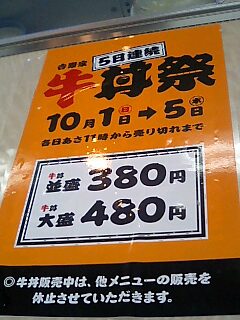 吉野家 5日連続
牛丼祭
10月1日→5日(木)
各日あさ11時から売り切れまで
牛丼 並盛 380円
牛丼 大盛 480円
◎牛丼販売中は、他メニューの販売を
休止させていただきます。